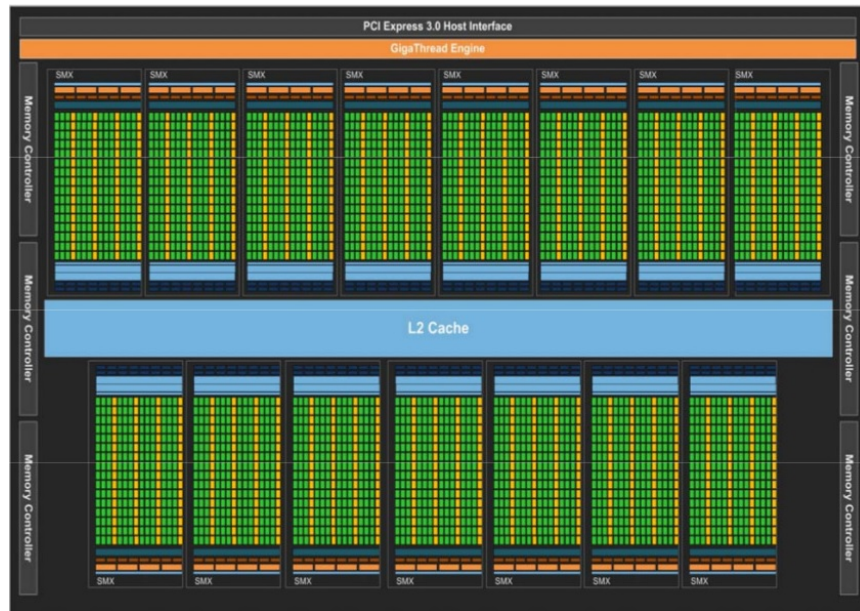 PCI Express 3.0 Host Interface
GigaThread Engine
SMX SMX SMX SMX SMX SMX SMX SMX
Memory Controller
Memory Controller
Memory Controller
Memory Controller
Memory Controller
Memory Controller
L2 Cache
SMX SMX SMX SMX SMX SMX SMX